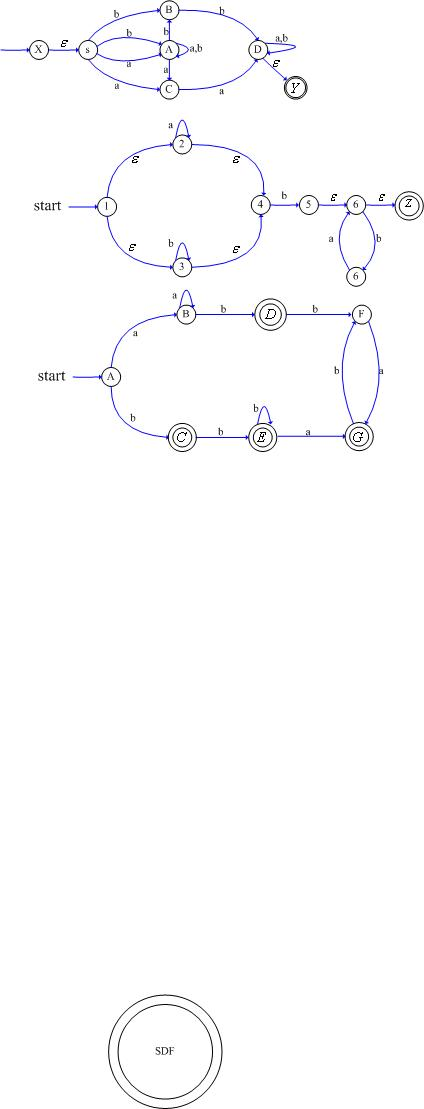 b B b
X ε s b b A a,b D a,b
a a ε
a C a Y
a
ε 2 ε
start 1 4 b 5 ε 6 ε Z
ε b ε a b
3 6
a
a B b D b F
start A b a
b b
C b E a G
SDF